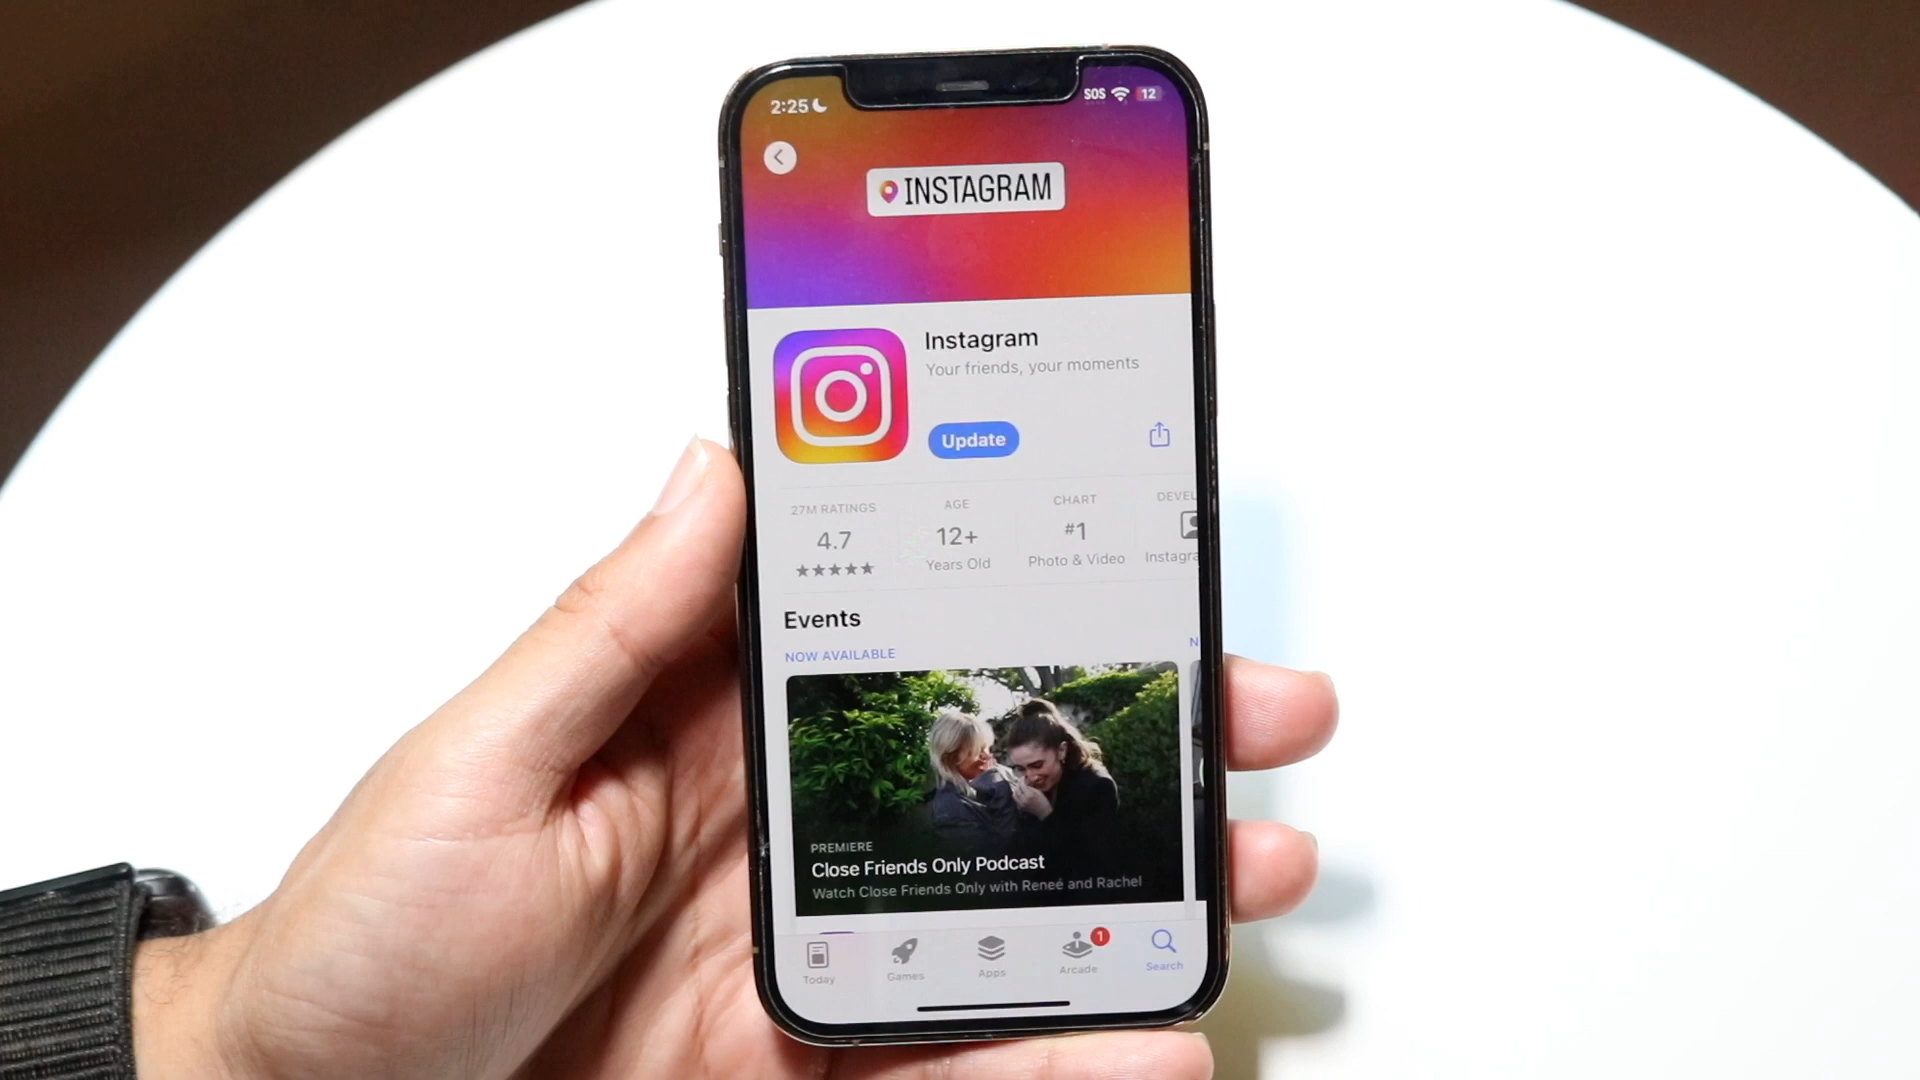 2:25
SOS 12
INSTAGRAM
Instagram
Your friends, your moments
Update
27M RATINGS
4.7
AGE
12+
Years Old
CHART
#1
Photo & Video
DEVEL
Instagra
Events
NOW AVAILABLE
N
PREMIERE
Close Friends Only Podcast
Watch Close Friends Only with Reneé and Rachel
Today
Games
Apps
Arcade
1
Search